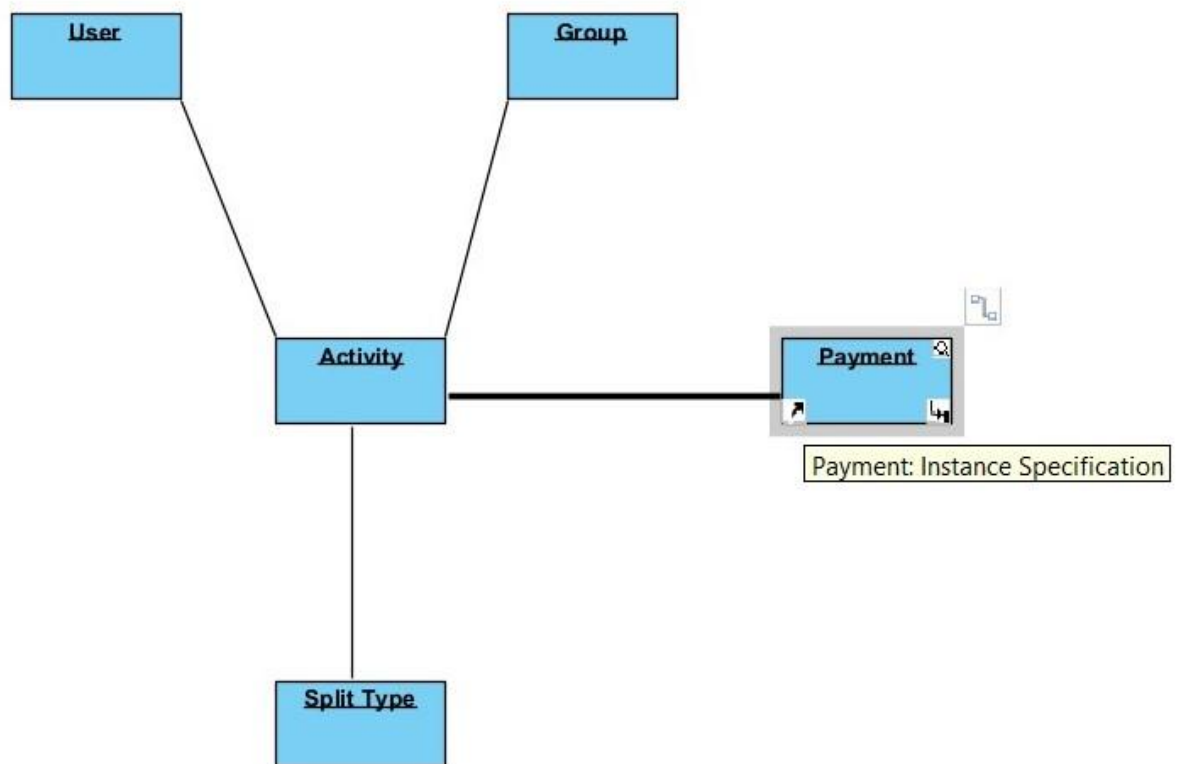 User
Group
Activity
Payment
Payment: Instance Specification
Split Type